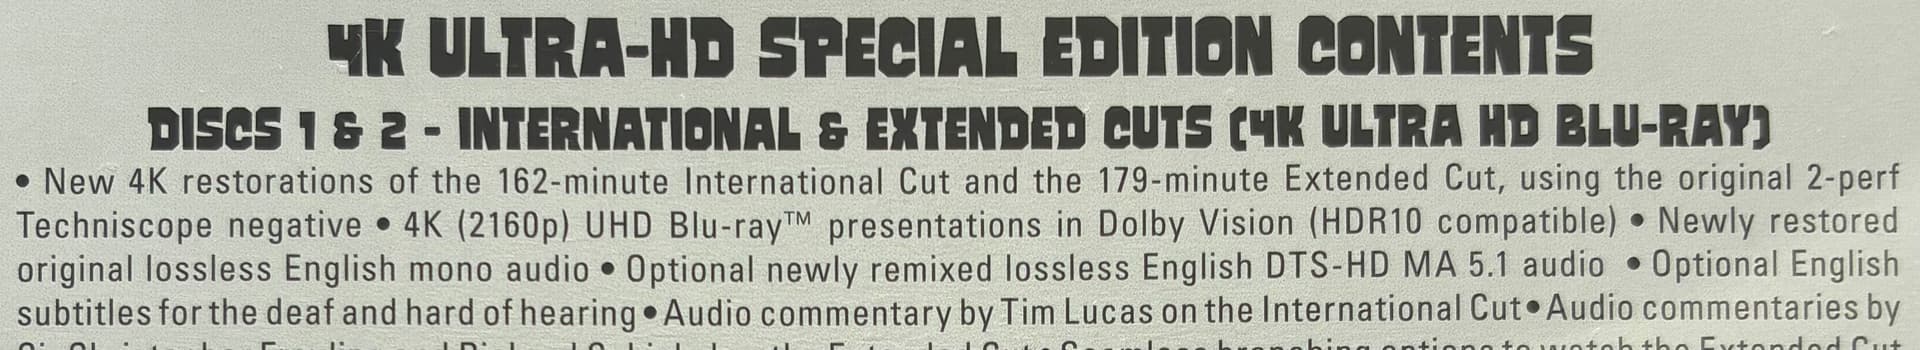 4K ULTRA-HD SPECIAL EDITION CONTENTS
DISCS 1 & 2 - INTERNATIONAL & EXTENDED CUTS (4K ULTRA HD BLU-RAY)
• New 4K restorations of the 162-minute International Cut and the 179-minute Extended Cut, using the original 2-perf
Techniscope negative • 4K (2160p) UHD Blu-ray™ presentations in Dolby Vision (HDR10 compatible) • Newly restored
original lossless English mono audio • Optional newly remixed lossless English DTS-HD MA 5.1 audio • Optional English
subtitles for the deaf and hard of hearing • Audio commentary by Tim Lucas on the International Cut • Audio commentaries by